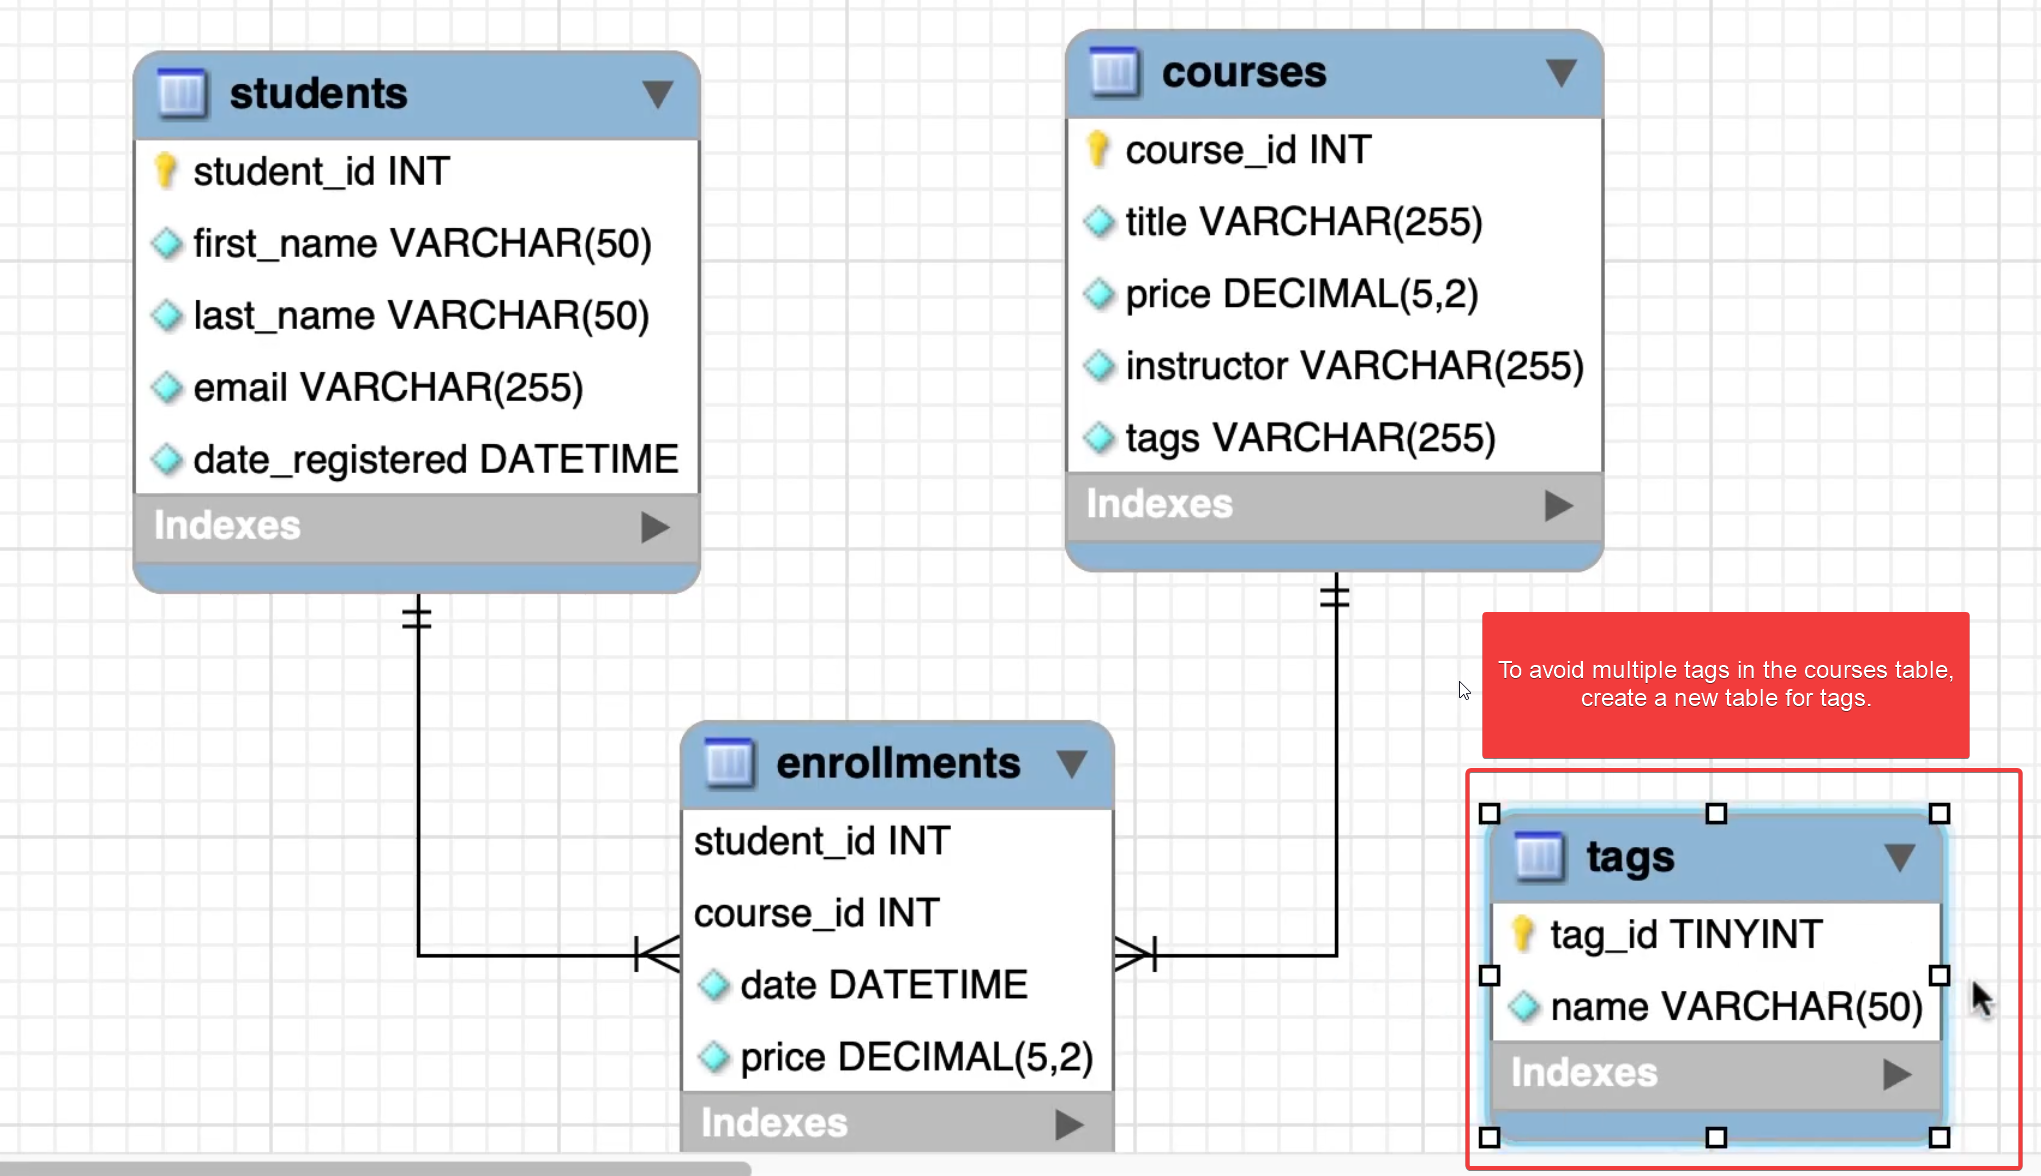 students
student_id INT
first_name VARCHAR(50)
last_name VARCHAR(50)
email VARCHAR(255)
date_registered DATETIME
Indexes
courses
course_id INT
title VARCHAR(255)
price DECIMAL(5,2)
instructor VARCHAR(255)
tags VARCHAR(255)
Indexes
enrollments
student_id INT
course_id INT
date DATETIME
price DECIMAL(5,2)
Indexes
To avoid multiple tags in the courses table,
create a new table for tags.
tags
tag_id TINYINT
name VARCHAR(50)
Indexes